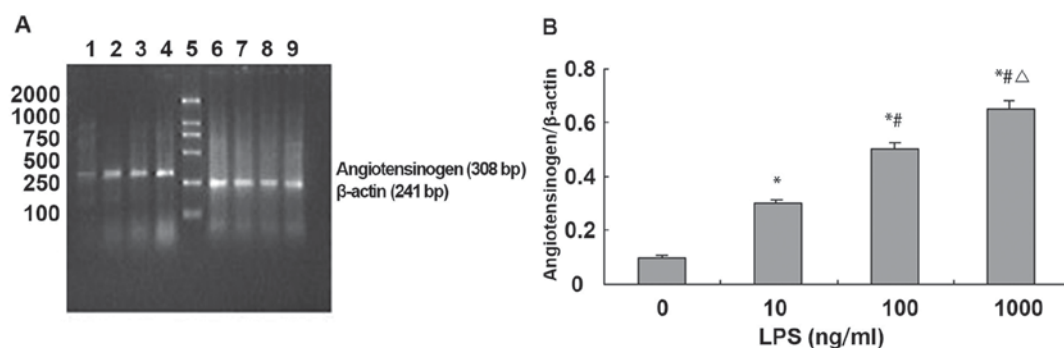 A
1 2 3 4 5 6 7 8 9
2000
1000
750
500
250
100
Angiotensinogen (308 bp)
β-actin (241 bp)
B
Angiotensinogen/β-actin
0.8
0.6
0.4
0.2
0
*
*#
*#△
0 10 100 1000
LPS (ng/ml)